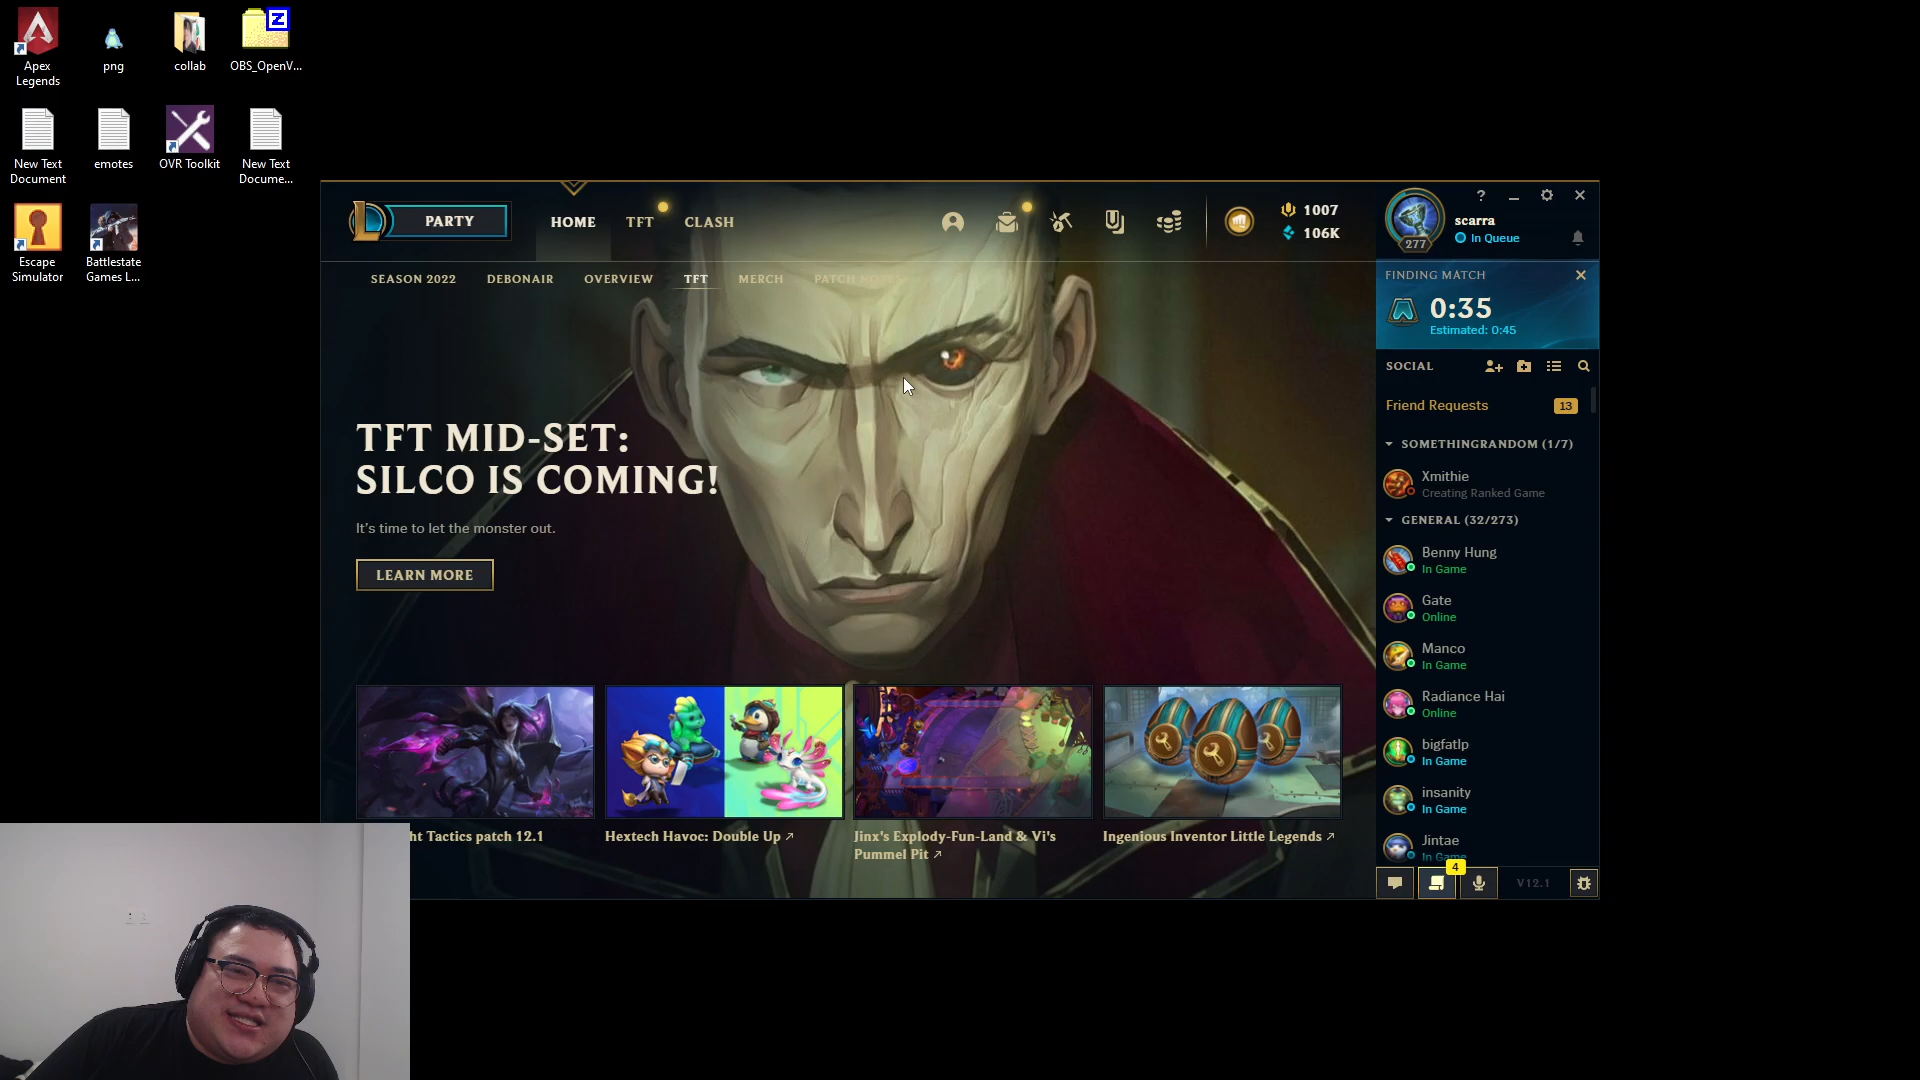 Apex
Legends
png
collab
OBS_OpenV...
New Text
Document
emotes
OVR Toolkit
New Text
Docume...
Escape
Simulator
Battlestate
Games L...
PARTY
HOME
TFT
CLASH
1007
106K
277
scarra
In Queue
SEASON 2022
DEBONAIR
OVERVIEW
TFT
MERCH
PATCH NOTES
FINDING MATCH
0:35
Estimated: 0:45
TFT MID-SET:
SILCO IS COMING!
It's time to let the monster out.
LEARN MORE
ht Tactics patch 12.1
Hextech Havoc: Double Up
Jinx's Explody-Fun-Land & Vi's
Pummel Pit
Ingenious Inventor Little Legends
SOCIAL
Friend Requests
13
SOMETHINGRANDOM (1/7)
Xmithie
Creating Ranked Game
GENERAL (32/273)
Benny Hung
In Game
Gate
Online
Manco
In Game
Radiance Hai
Online
bigfatlp
In Game
insanity
In Game
Jintae
In Game
4
V12.1